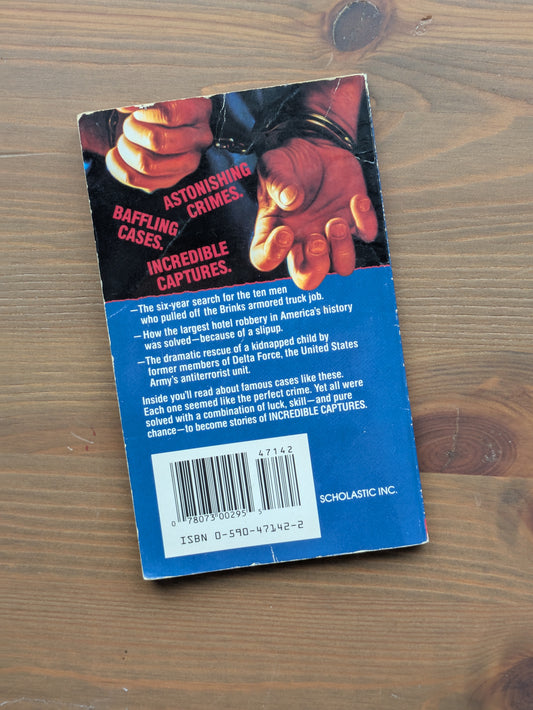 ASTONISHING
CRIMES.
BAFFLING
CASES.
INCREDIBLE
CAPTURES.
—The six-year search for the ten men
who pulled off the Brinks armored truck job.
—How the largest hotel robbery in America's history
was solved—because of a slipup.
—The dramatic rescue of a kidnapped child by
former members of Delta Force, the United States
Army's antiterrorist unit.
Inside you'll read about famous cases like these.
Each one seemed like the perfect crime. Yet all were
solved with a combination of luck, skill—and pure
chance—to become stories of INCREDIBLE CAPTURES.
47142
0 78073 00295 5
ISBN 0-590-47142-2
SCHOLASTIC INC.